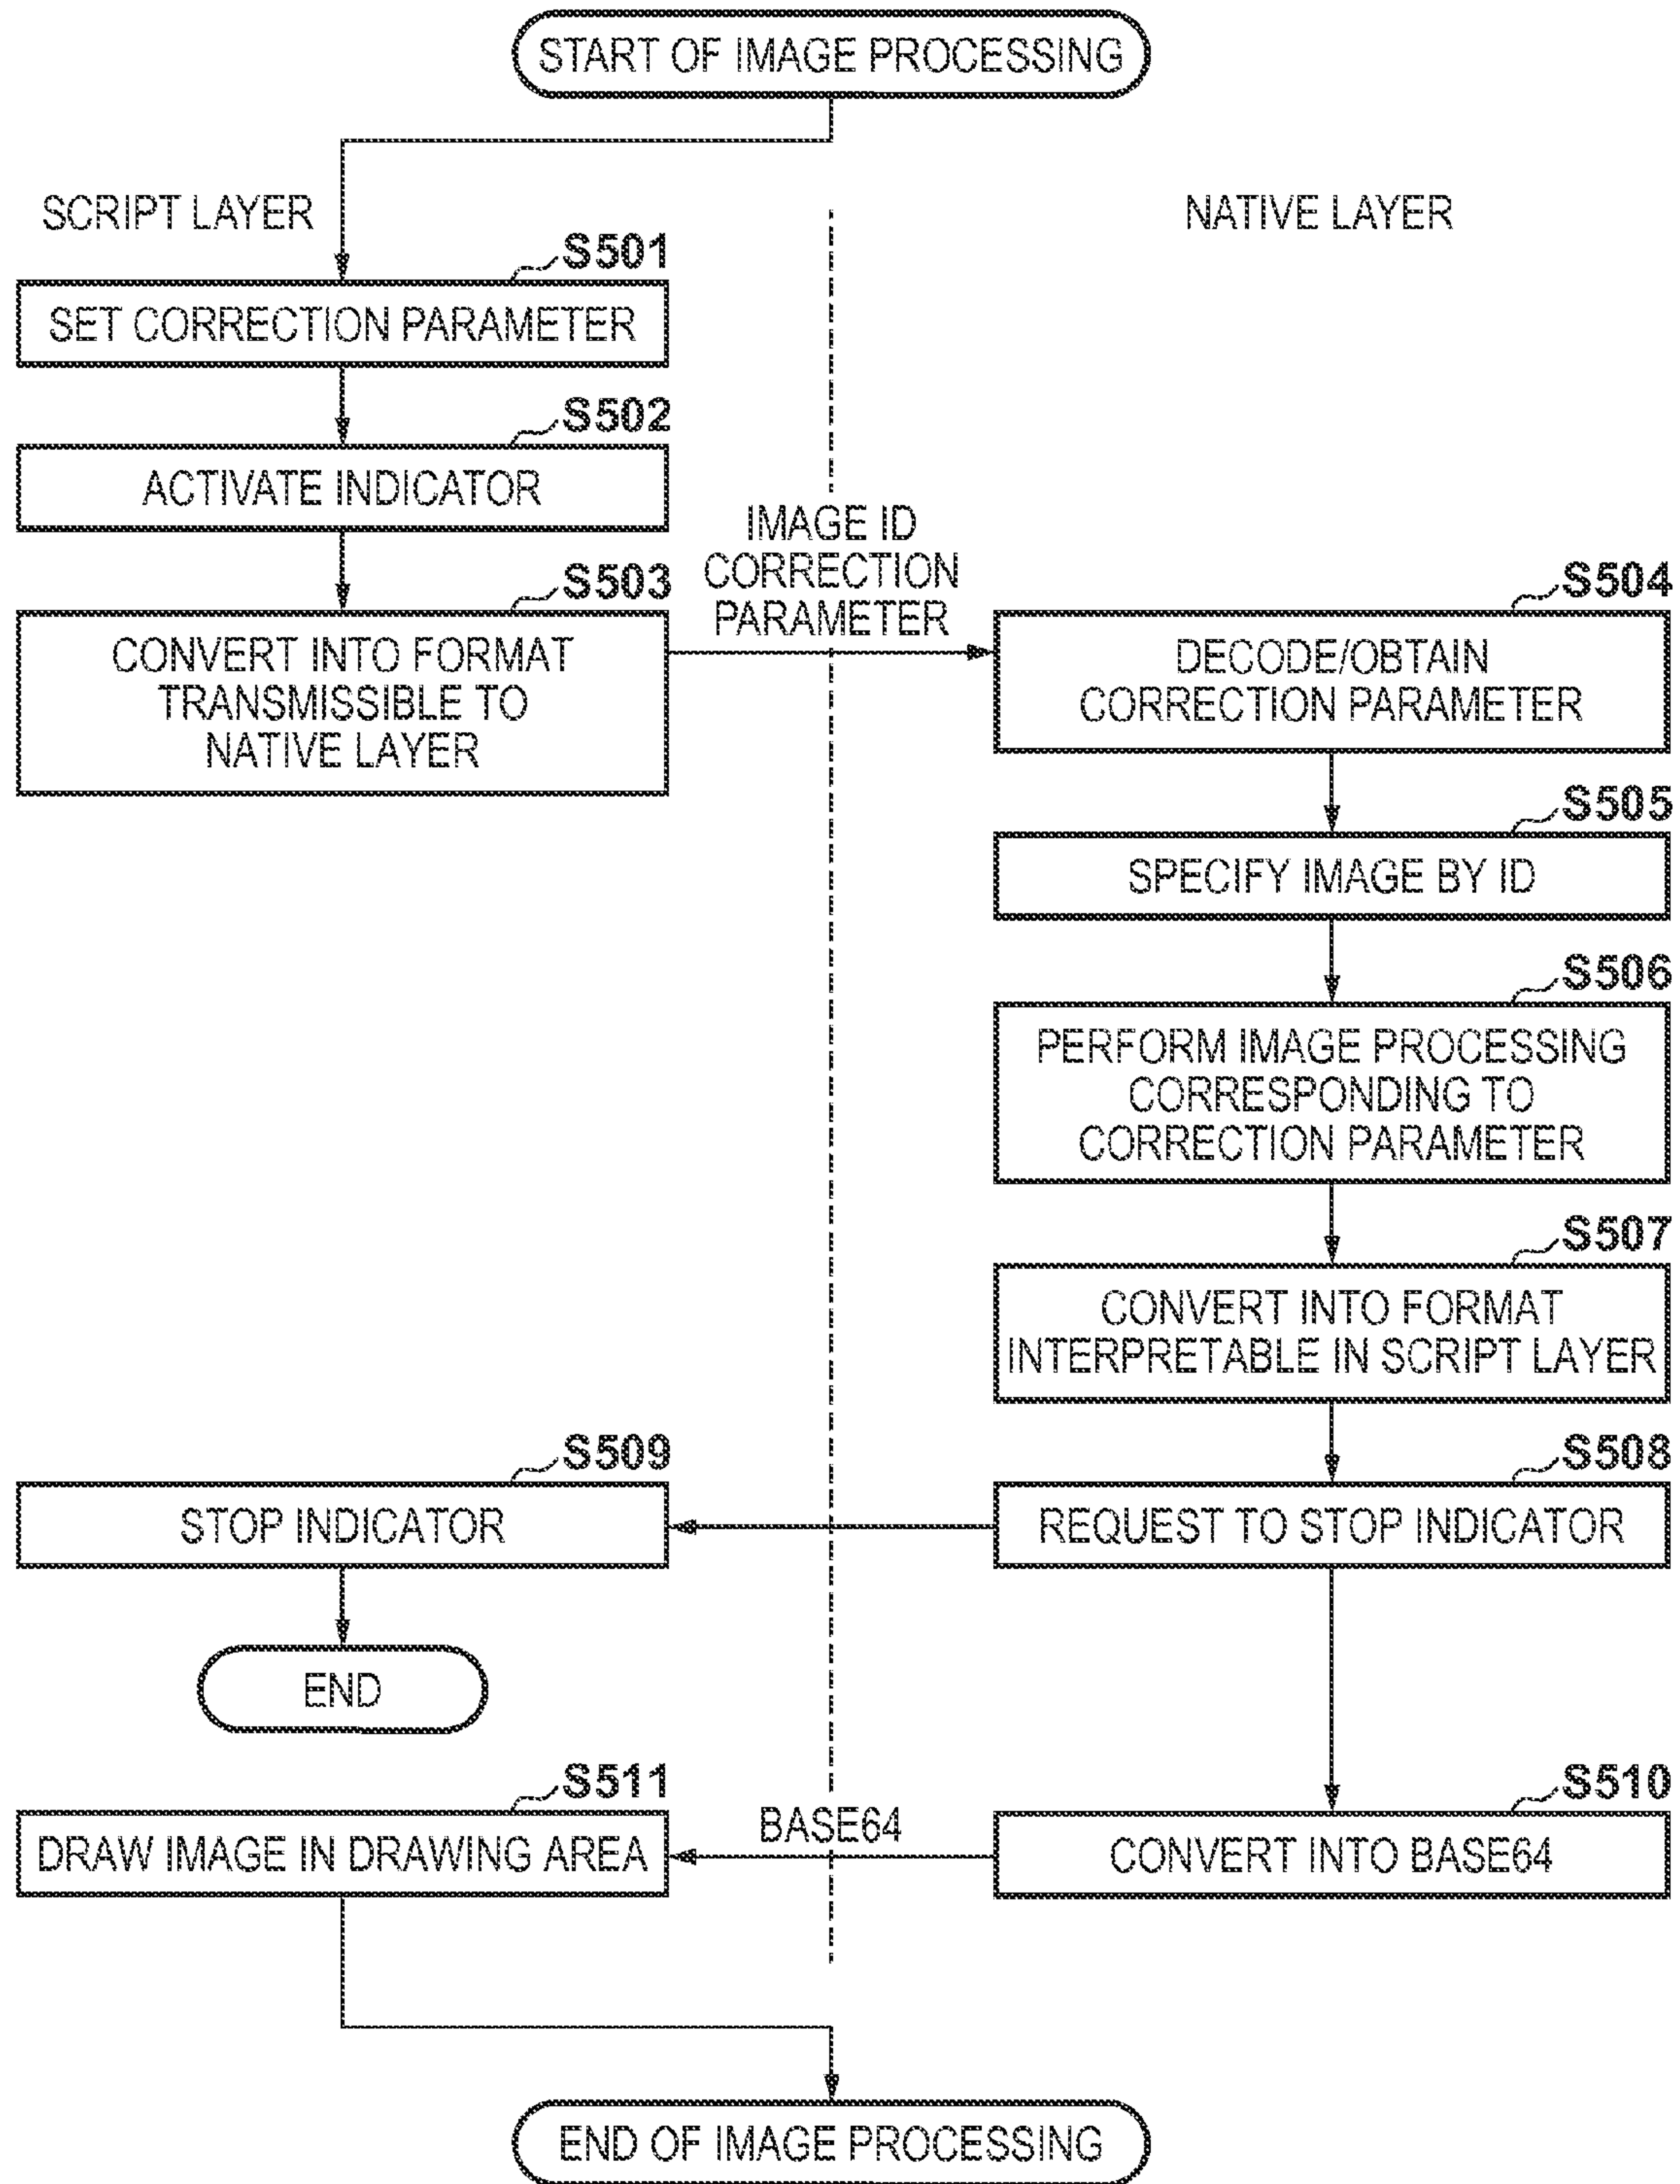 START OF IMAGE PROCESSING
SCRIPT LAYER
NATIVE LAYER
S501
SET CORRECTION PARAMETER
S502
ACTIVATE INDICATOR
S503
CONVERT INTO FORMAT
TRANSMISSIBLE TO
NATIVE LAYER
IMAGE ID
CORRECTION
PARAMETER
S504
DECODE/OBTAIN
CORRECTION PARAMETER
S505
SPECIFY IMAGE BY ID
S506
PERFORM IMAGE PROCESSING
CORRESPONDING TO
CORRECTION PARAMETER
S507
CONVERT INTO FORMAT
INTERPRETABLE IN SCRIPT LAYER
S508
REQUEST TO STOP INDICATOR
S509
STOP INDICATOR
END
S510
CONVERT INTO BASE64
BASE64
S511
DRAW IMAGE IN DRAWING AREA
END OF IMAGE PROCESSING